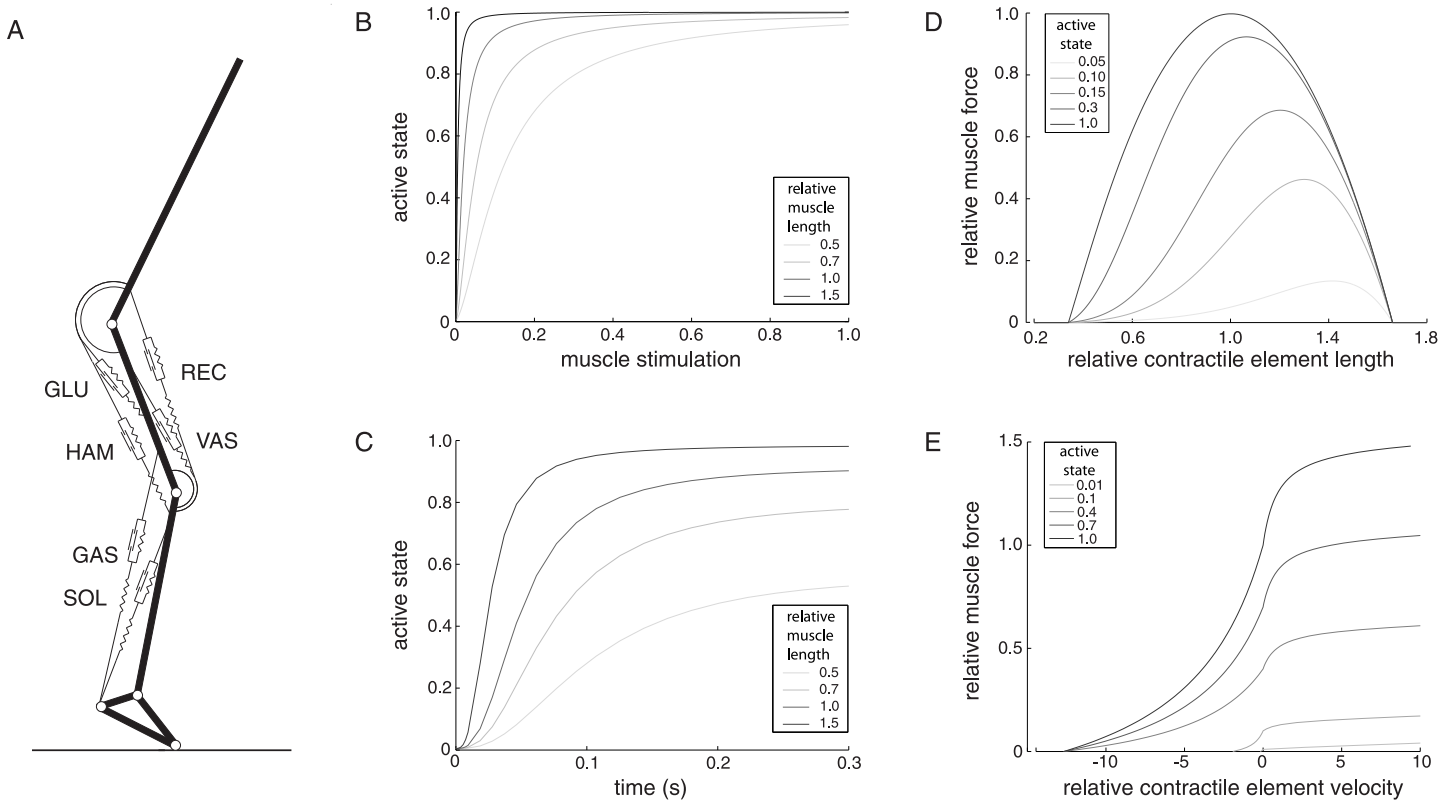 A
GLU
REC
HAM
VAS
GAS
SOL
B
active state
1.0
0.8
0.6
0.4
0.2
0
0 0.2 0.4 0.6 0.8 1.0
muscle stimulation
relative
muscle
length
0.5
0.7
1.0
1.5
C
active state
1.0
0.8
0.6
0.4
0.2
0
0 0.1 0.2 0.3
time (s)
relative
muscle
length
0.5
0.7
1.0
1.5
D
relative muscle force
1.0
0.8
0.6
0.4
0.2
0
0.2 0.6 1.0 1.4 1.8
relative contractile element length
active
state
0.05
0.10
0.15
0.3
1.0
E
relative muscle force
1.5
1.0
0.5
0
-10 -5 0 5 10
relative contractile element velocity
active
state
0.01
0.1
0.4
0.7
1.0